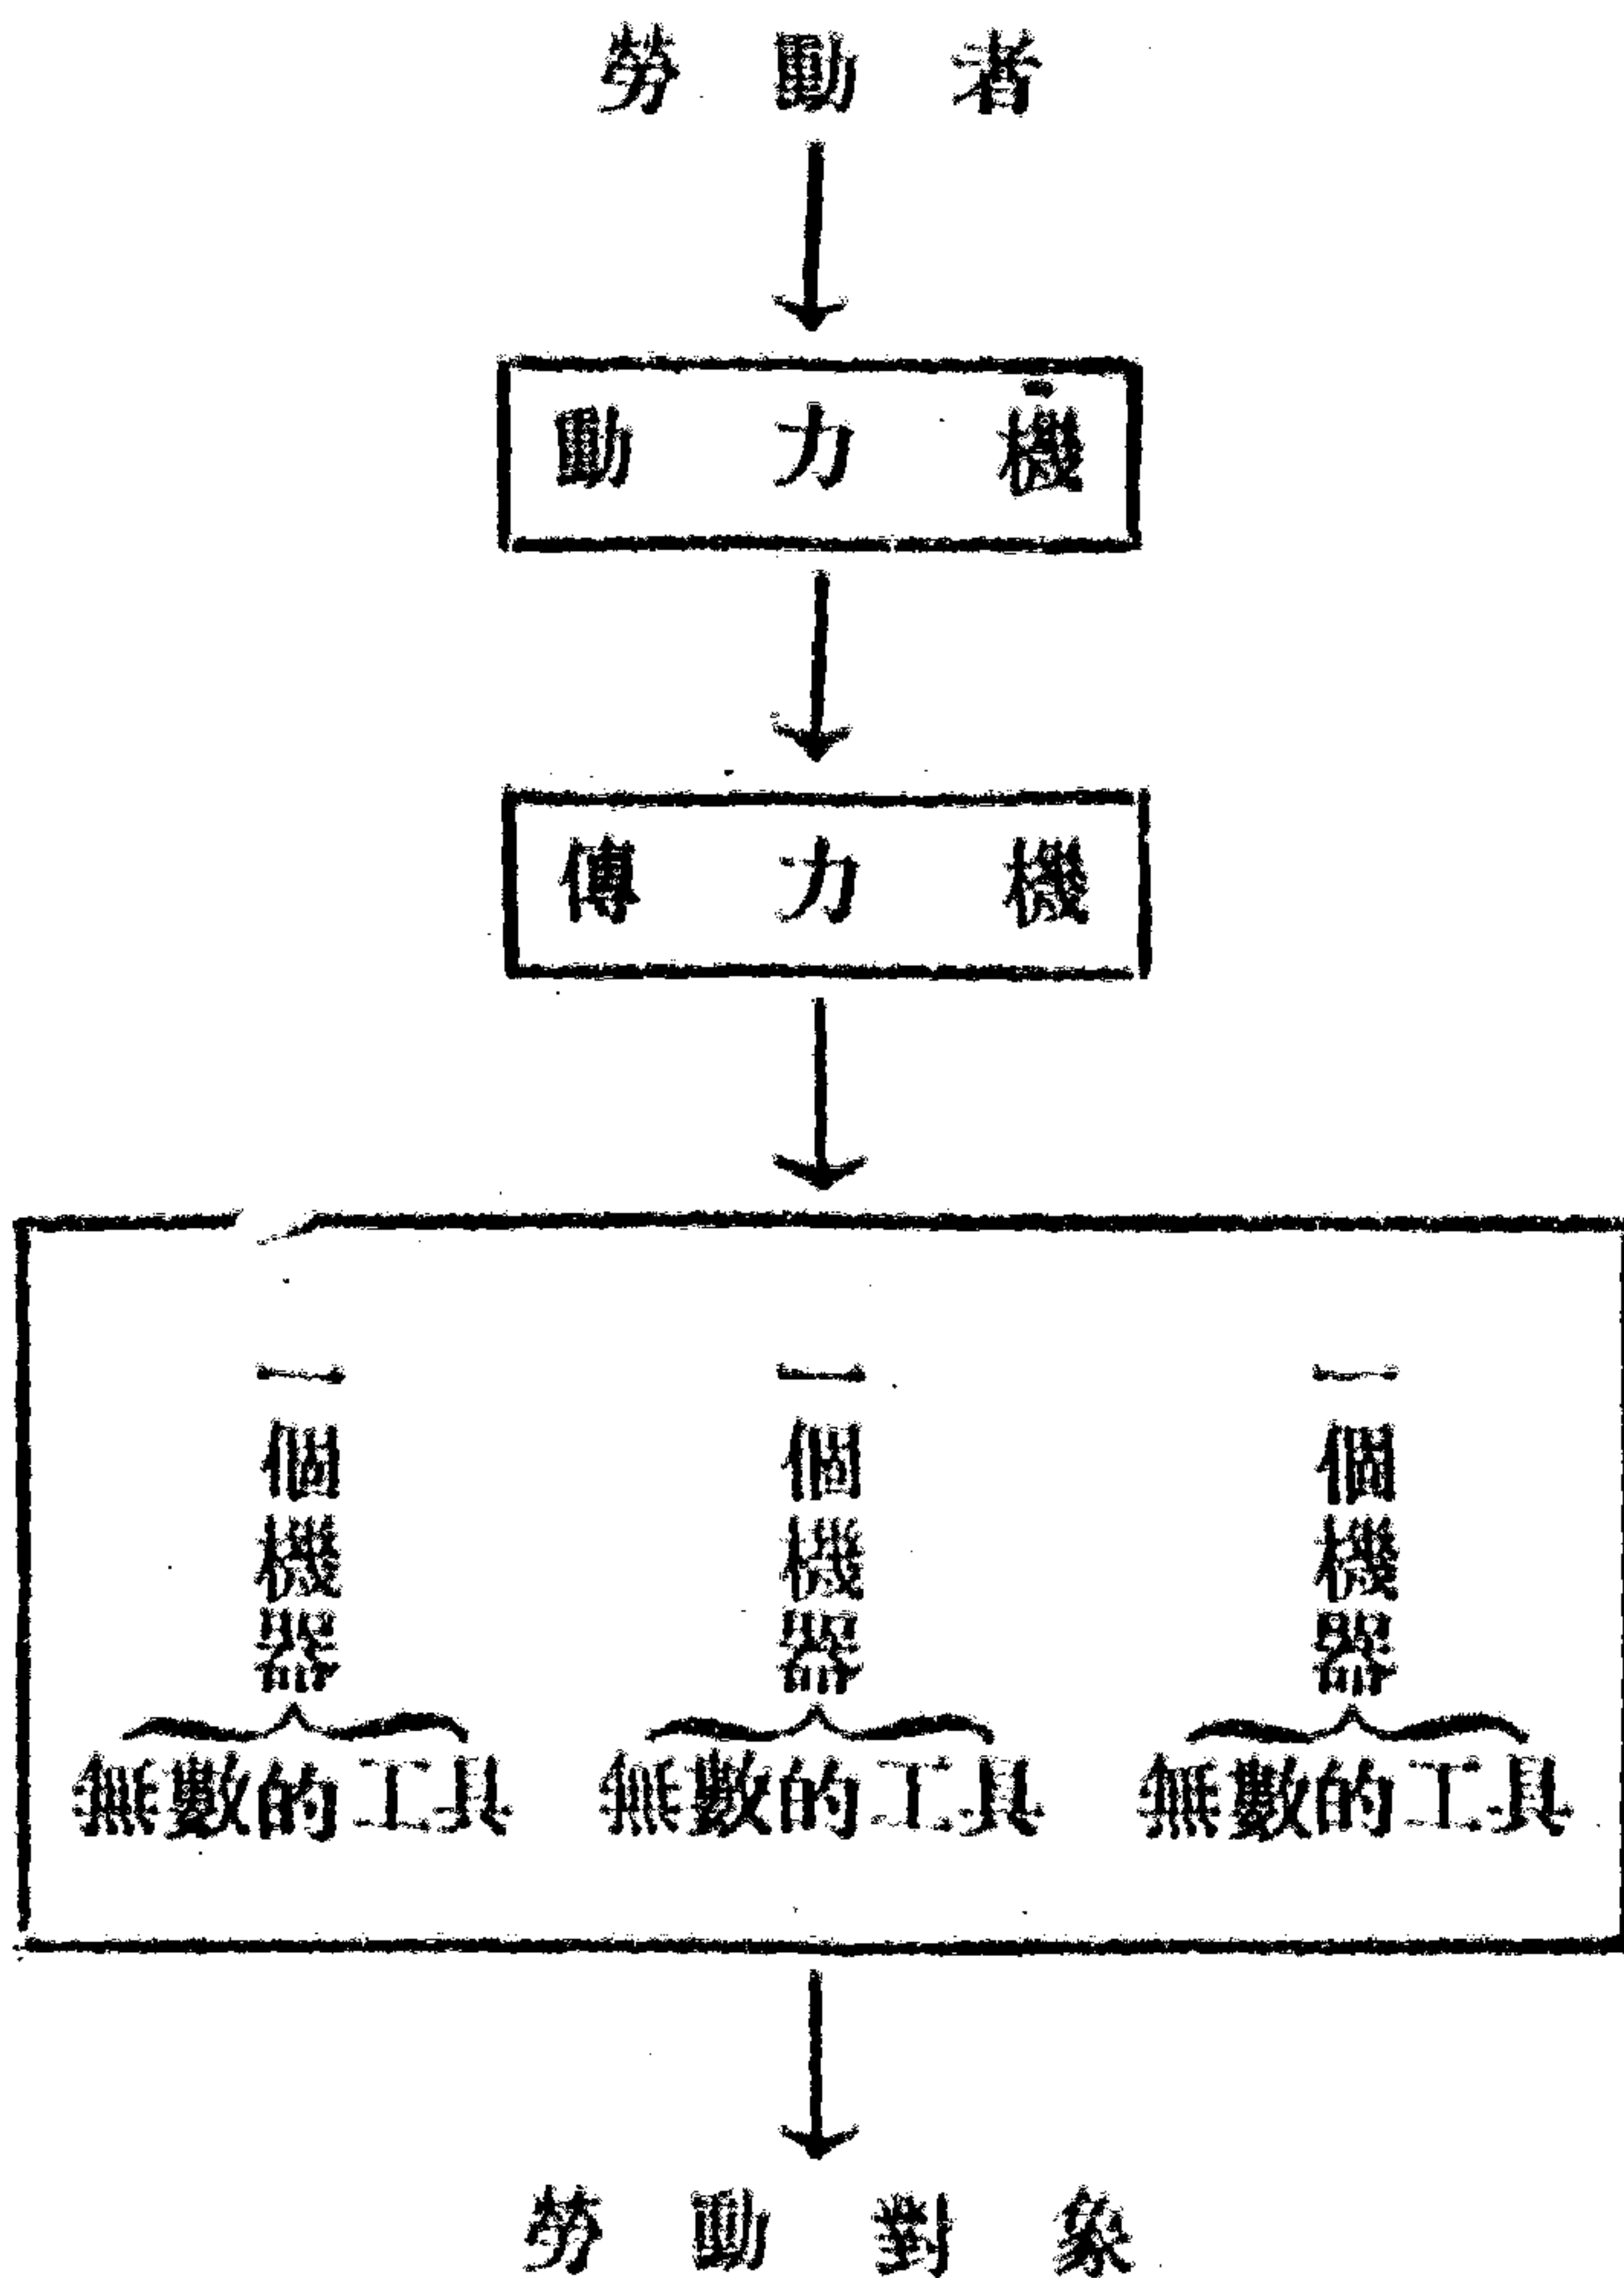 勞動者
動力機
傳力機
一個機器
無數的工具
一個機器
無數的工具
一個機器
無數的工具
勞動對象